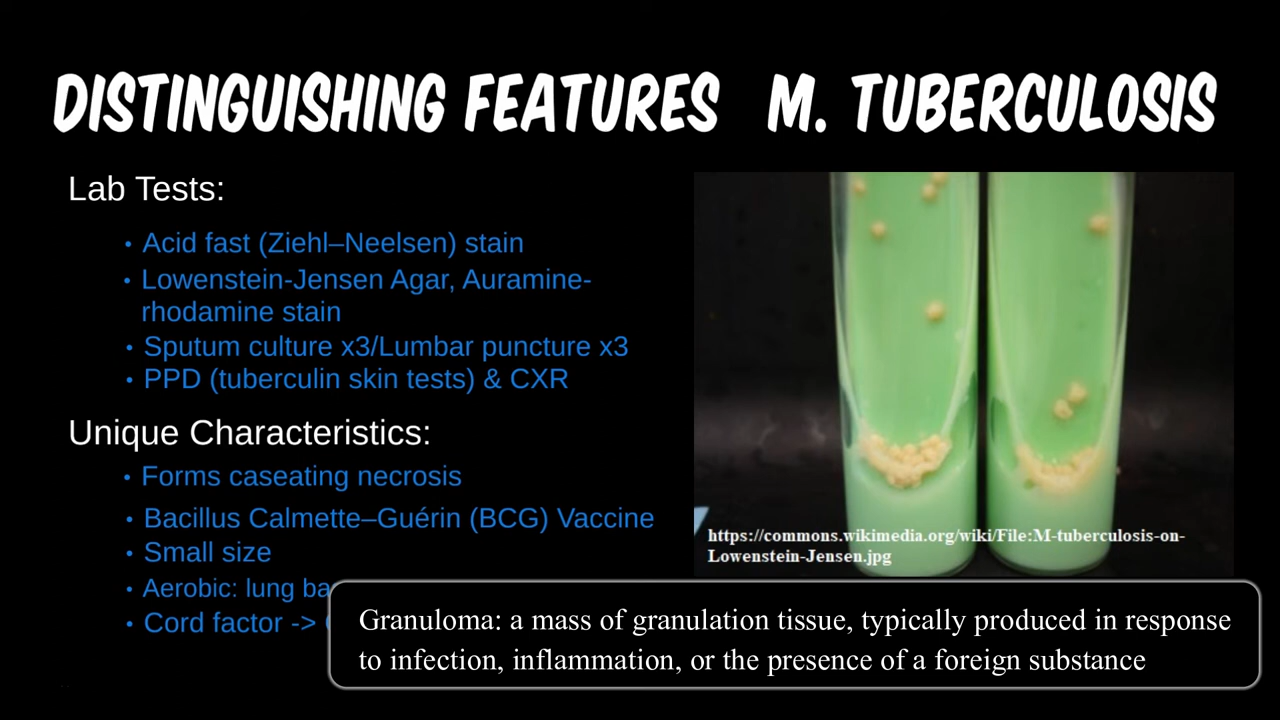 DISTINGUISHING FEATURES M. TUBERCULOSIS
Lab Tests:
• Acid fast (Ziehl–Neelsen) stain
• Lowenstein-Jensen Agar, Auramine-
rhodamine stain
• Sputum culture x3/Lumbar puncture x3
• PPD (tuberculin skin tests) & CXR
Unique Characteristics:
• Forms caseating necrosis
• Bacillus Calmette–Guérin (BCG) Vaccine
• Small size
• Aerobic: lung
• Cord factor ->
https://commons.wikimedia.org/wiki/File:M-tuberculosis-on-
Lowenstein-Jensen.jpg
Granuloma: a mass of granulation tissue, typically produced in response
to infection, inflammation, or the presence of a foreign substance